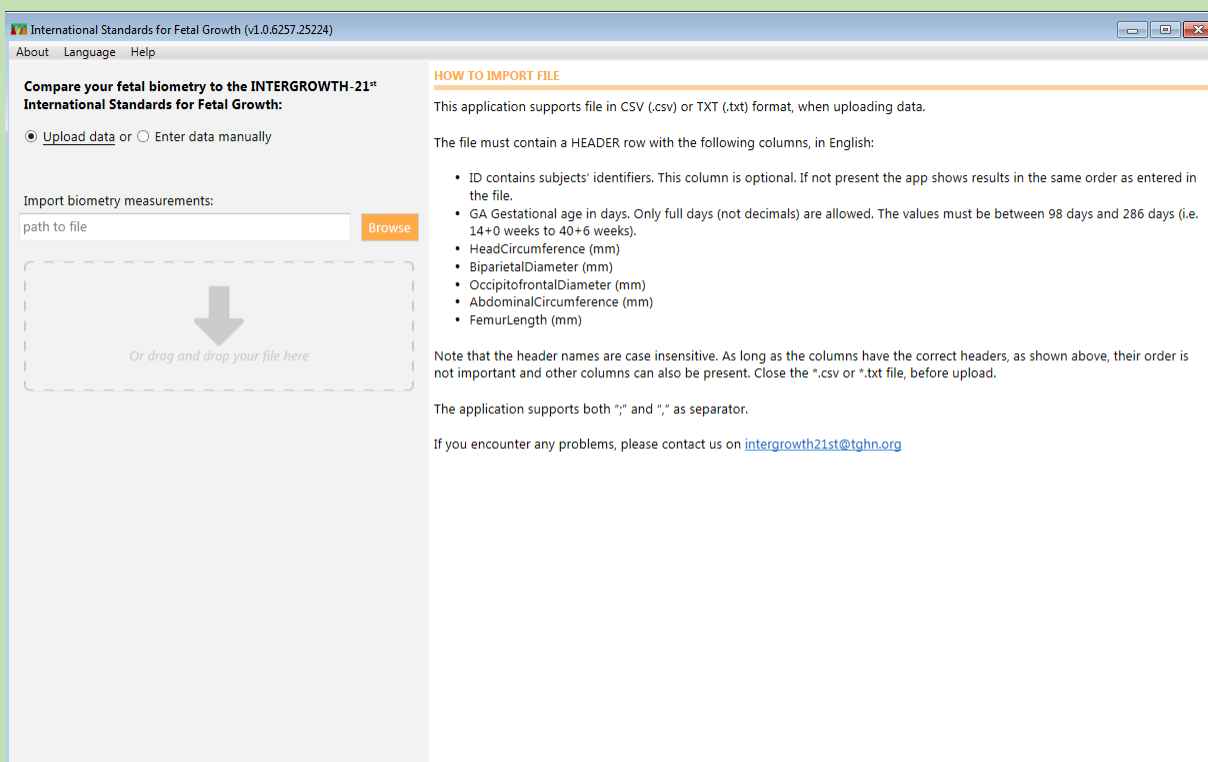 International Standards for Fetal Growth (v1.0.6257.25224)
About Language Help
Compare your fetal biometry to the INTERGROWTH-21st
International Standards for Fetal Growth:
Upload data or Enter data manually
Import biometry measurements:
path to file
Browse
Or drag and drop your file here
HOW TO IMPORT FILE
This application supports file in CSV (.csv) or TXT (.txt) format, when uploading data.
The file must contain a HEADER row with the following columns, in English:
• ID contains subjects' identifiers. This column is optional. If not present the app shows results in the same order as entered in
the file.
• GA Gestational age in days. Only full days (not decimals) are allowed. The values must be between 98 days and 286 days (i.e.
14+0 weeks to 40+6 weeks).
• HeadCircumference (mm)
• BiparietalDiameter (mm)
• OccipitofrontalDiameter (mm)
• AbdominalCircumference (mm)
• FemurLength (mm)
Note that the header names are case insensitive. As long as the columns have the correct headers, as shown above, their order is
not important and other columns can also be present. Close the *.csv or *.txt file, before upload.
The application supports both “;” and “,” as separator.
If you encounter any problems, please contact us on intergrowth21st@tghn.org